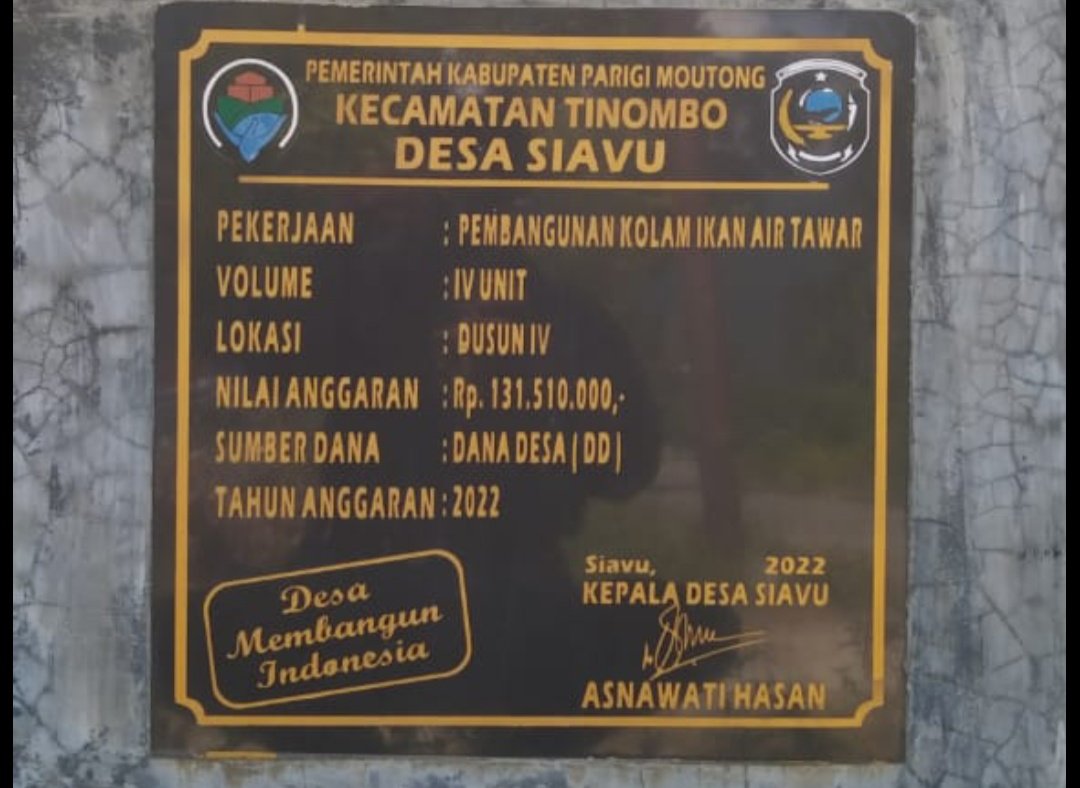 PEMERINTAH KABUPATEN PARIGI MOUTONG
KECAMATAN TINOMBO
DESA SIAVU
PEKERJAAN : PEMBANGUNAN KOLAM IKAN AIR TAWAR
VOLUME : IV UNIT
LOKASI : DUSUN IV
NILAI ANGGARAN : Rp. 131.510.000,-
SUMBER DANA : DANA DESA ( DD )
TAHUN ANGGARAN : 2022
Desa
Membangun
Indonesia
Siavu, 2022
KEPALA DESA SIAVU
ASNAWATI HASAN